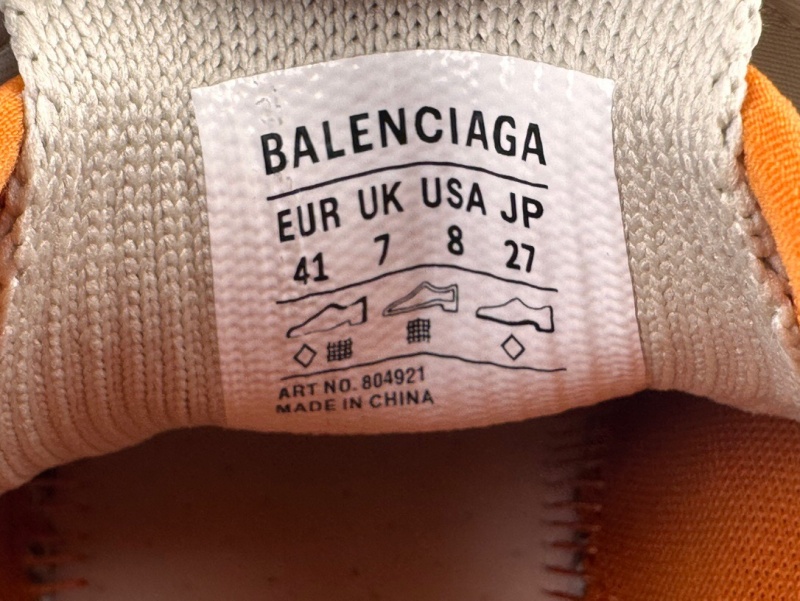 BALENCIAGA
EUR UK USA JP
41 7 8 27
ART NO. 804921
MADE IN CHINA